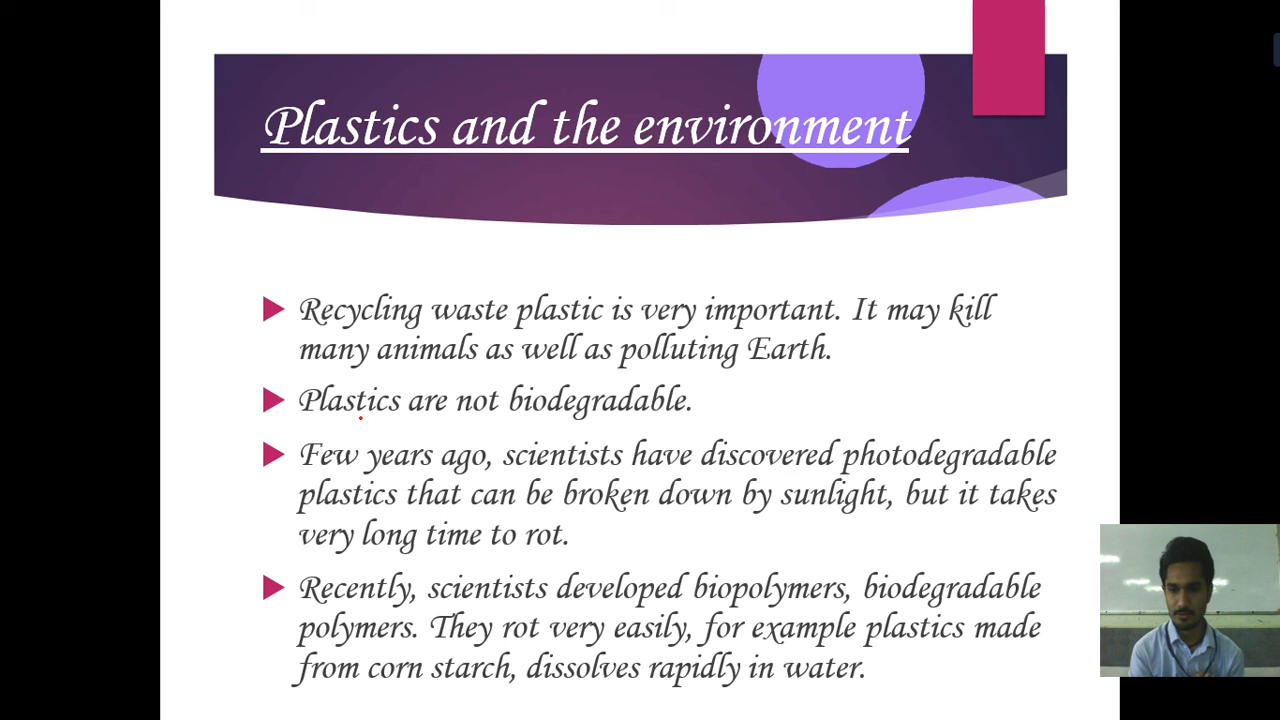 Plastics and the environment
Recycling waste plastic is very important. It may kill
many animals as well as polluting Earth.
Plastics are not biodegradable.
Few years ago, scientists have discovered photodegradable
plastics that can be broken down by sunlight, but it takes
very long time to rot.
Recently, scientists developed biopolymers, biodegradable
polymers. They rot very easily, for example plastics made
from corn starch, dissolves rapidly in water.